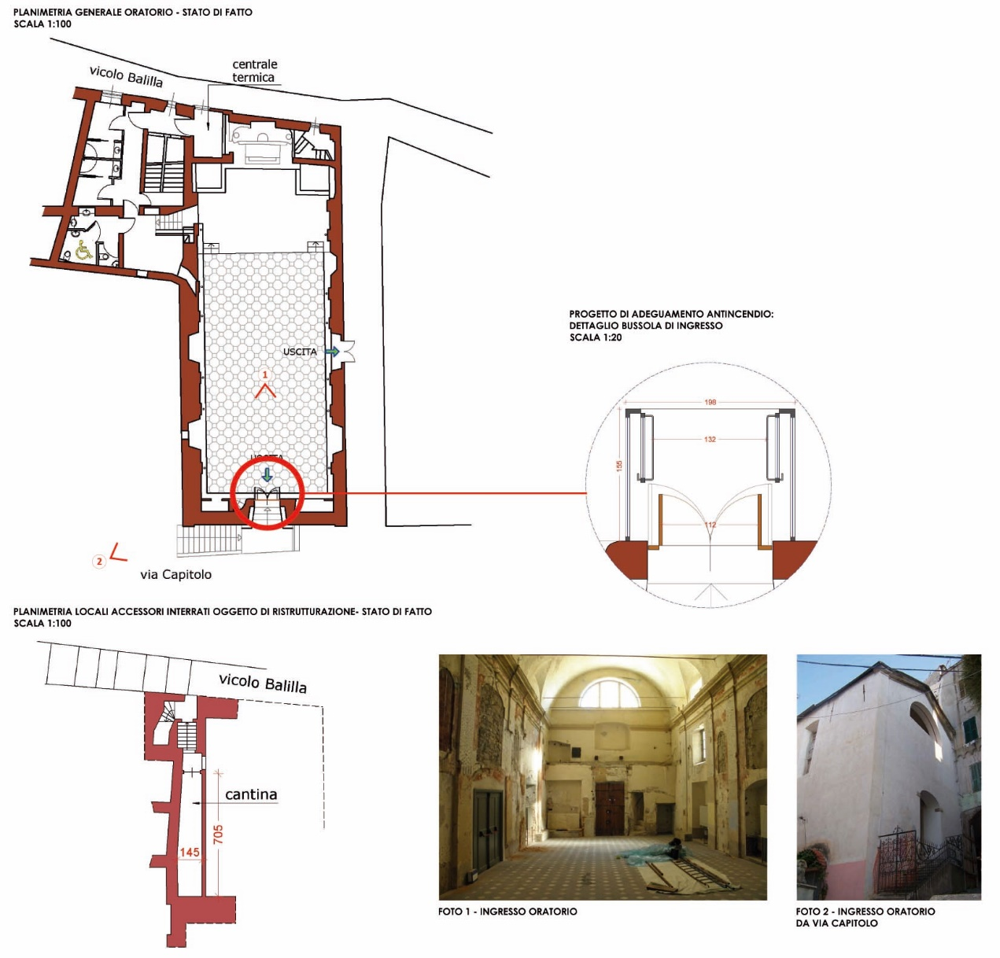 PLANIMETRIA GENERALE ORATORIO - STATO DI FATTO
SCALA 1:100
centrale
termica
vicolo Balilla
PROGETTO DI ADEGUAMENTO ANTINCENDIO:
DETTAGLIO BUSSOLA DI INGRESSO
SCALA 1:20
USCITA
1
198
132
155
USCITA
112
2
via Capitolo
PLANIMETRIA LOCALI ACCESSORI INTERRATI OGGETTO DI RISTRUTTURAZIONE- STATO DI FATTO
SCALA 1:100
vicolo Balilla
cantina
705
145
FOTO 1 - INGRESSO ORATORIO
FOTO 2 - INGRESSO ORATORIO
DA VIA CAPITOLO